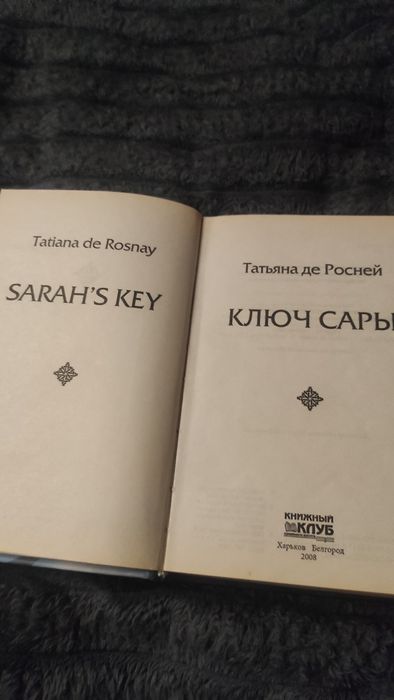 Tatiana de Rosnay
SARAH'S KEY
Татьяна де Росней
КЛЮЧ САРЫ
КНИЖНЫЙ
КЛУБ
Харьков Белгород
2008